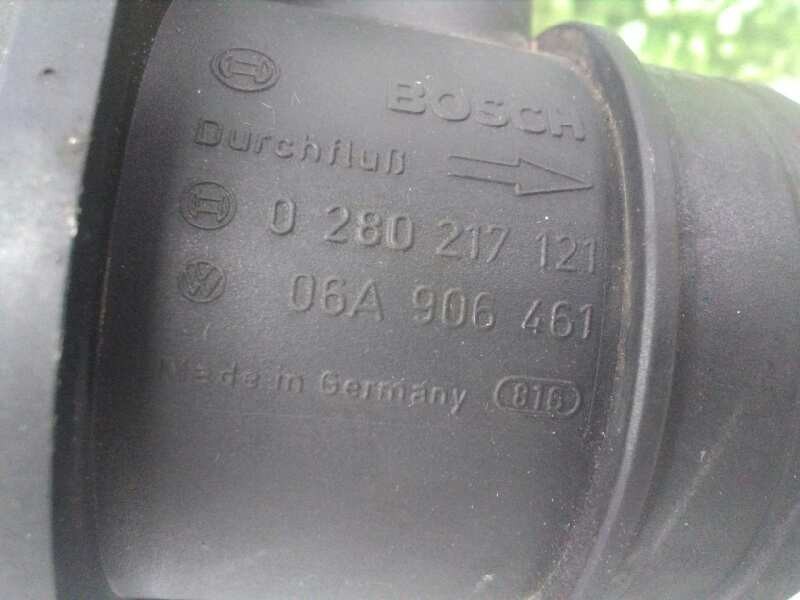 BOSCH
Durchfluß
0 280 217 121
06A 906 461
Made in Germany 816